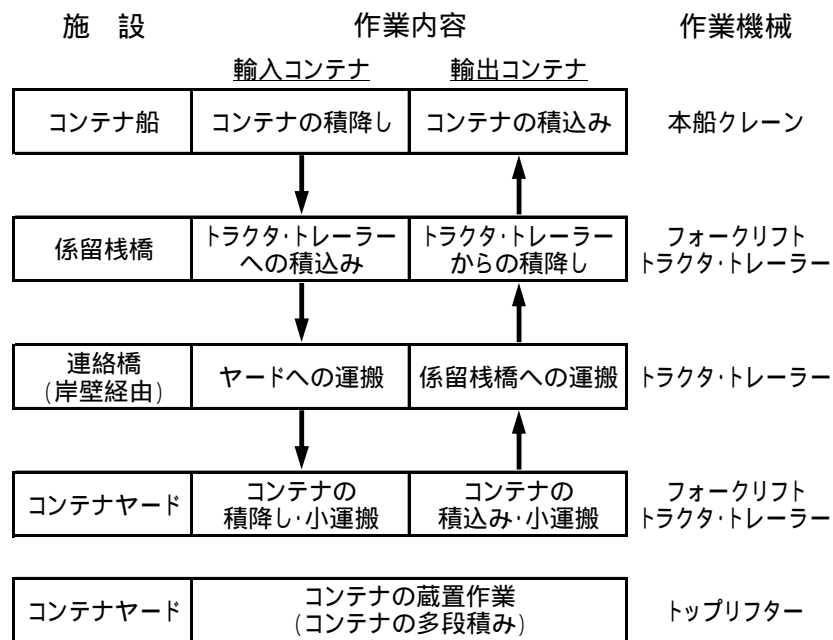 施　設　作業内容　作業機械
輸入コンテナ　輸出コンテナ
コンテナ船　コンテナの積降し　コンテナの積込み　本船クレーン
係留桟橋　トラクタ・トレーラー　トラクタ・トレーラー　フォークリフト
への積込み　からの積降し　トラクタ・トレーラー
連絡橋　ヤードへの運搬　係留桟橋への運搬　トラクタ・トレーラー
(岸壁経由)
コンテナヤード　コンテナの　コンテナの　フォークリフト
積降し・小運搬　積込み・小運搬　トラクタ・トレーラー
コンテナヤード　コンテナの蔵置作業　トップリフター
(コンテナの多段積み)